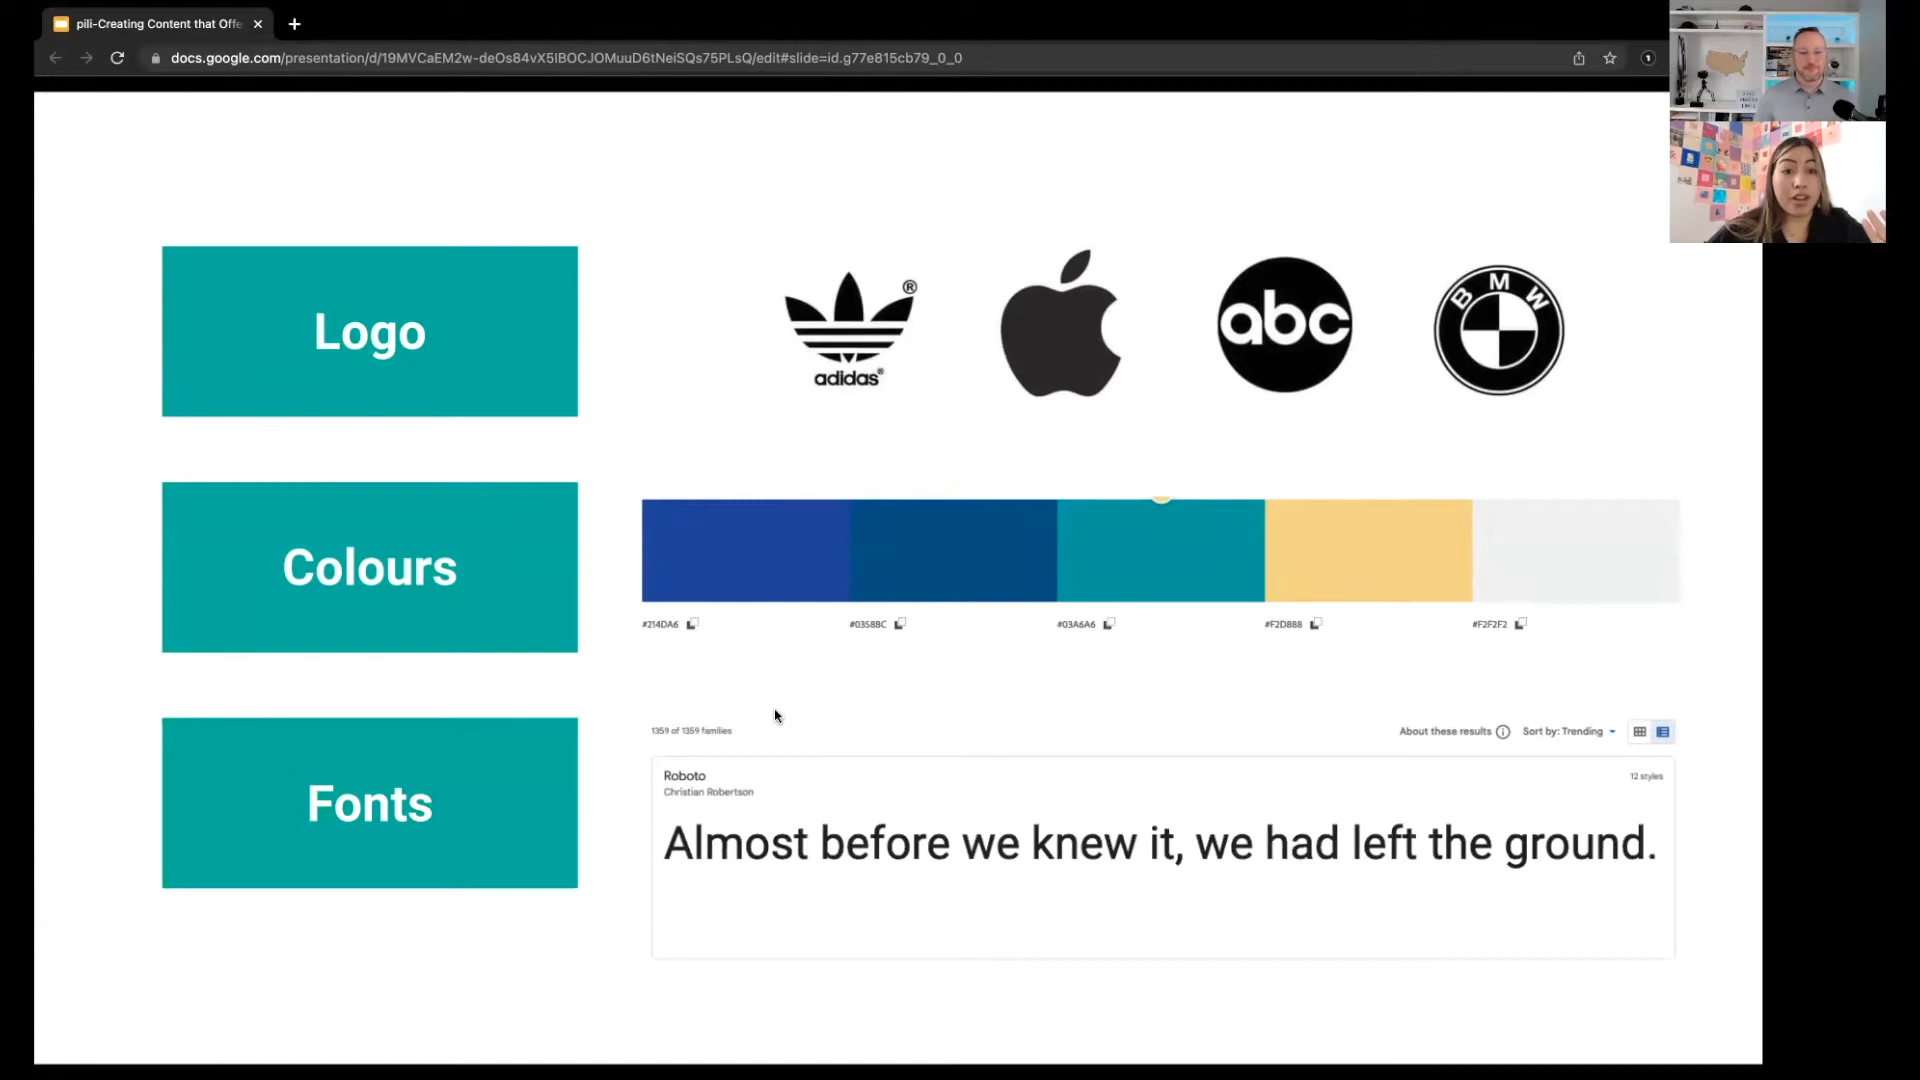 pili-Creating Content that Offe
docs.google.com/presentation/d/19MVCaEM2w-deOs84vX5IBOCJOMuuD6tNeiSQs75PLsQ/edit#slide=id.g77e815cb79_0_0
Logo
®
adidas®
abc
BMW
Colours
#214DA6
#03588C
#03A6A6
#F2D888
#F2F2F2
Fonts
1359 of 1359 families
About these results
Sort by: Trending
Roboto
12 styles
Christian Robertson
Almost before we knew it, we had left the ground.